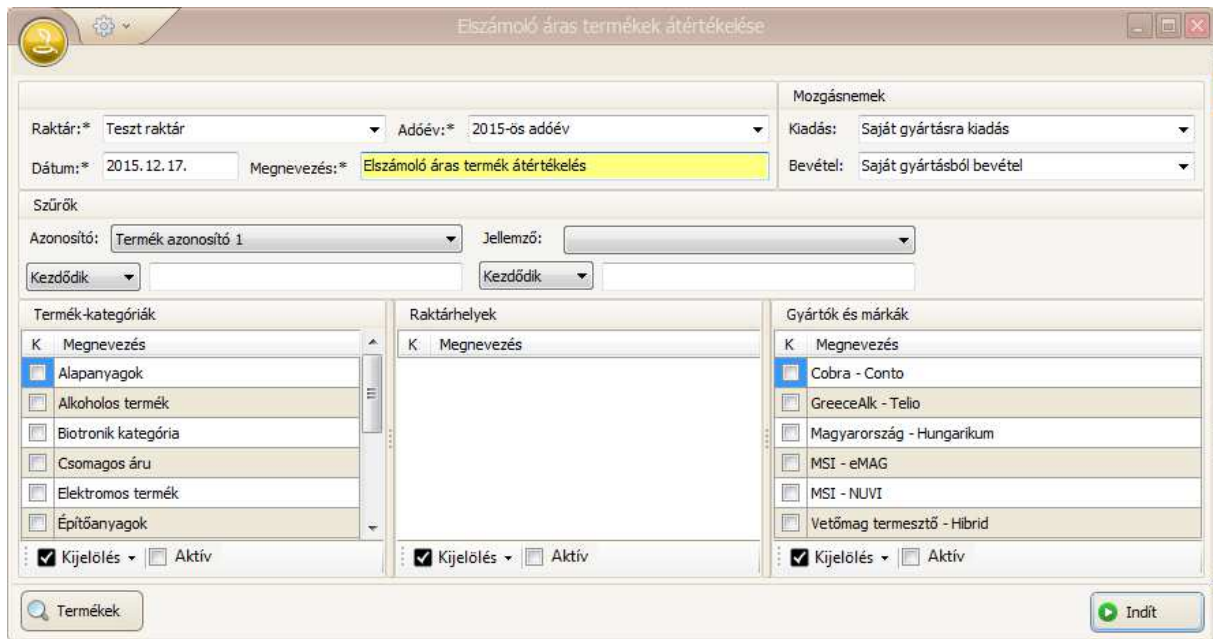 Elszámoló áras termékek átértékelése
Mozgásnemek
Raktár:* Teszt raktár Adóév:* 2015-ös adóév Kiadás: Saját gyártásra kiadás
Dátum:* 2015.12.17. Megnevezés:* Elszámoló áras termék átértékelés Bevétel: Saját gyártásból bevétel
Szűrők
Azonosító: Termék azonosító 1 Jellemző:
Kezdődik Kezdődik
Termék-kategóriák Raktárhelyek Gyártók és márkák
K Megnevezés K Megnevezés K Megnevezés
Alapanyagok Cobra - Conto
Alkoholos termék GreeceAlk - Telio
Biotronik kategória Magyarország - Hungarikum
Csomagos áru MSI - eMAG
Elektromos termék MSI - NUVI
Építőanyagok Vetőmag termesztő - Hibrid
Kijelölés Aktív Kijelölés Aktív Kijelölés Aktív
Termékek Indít